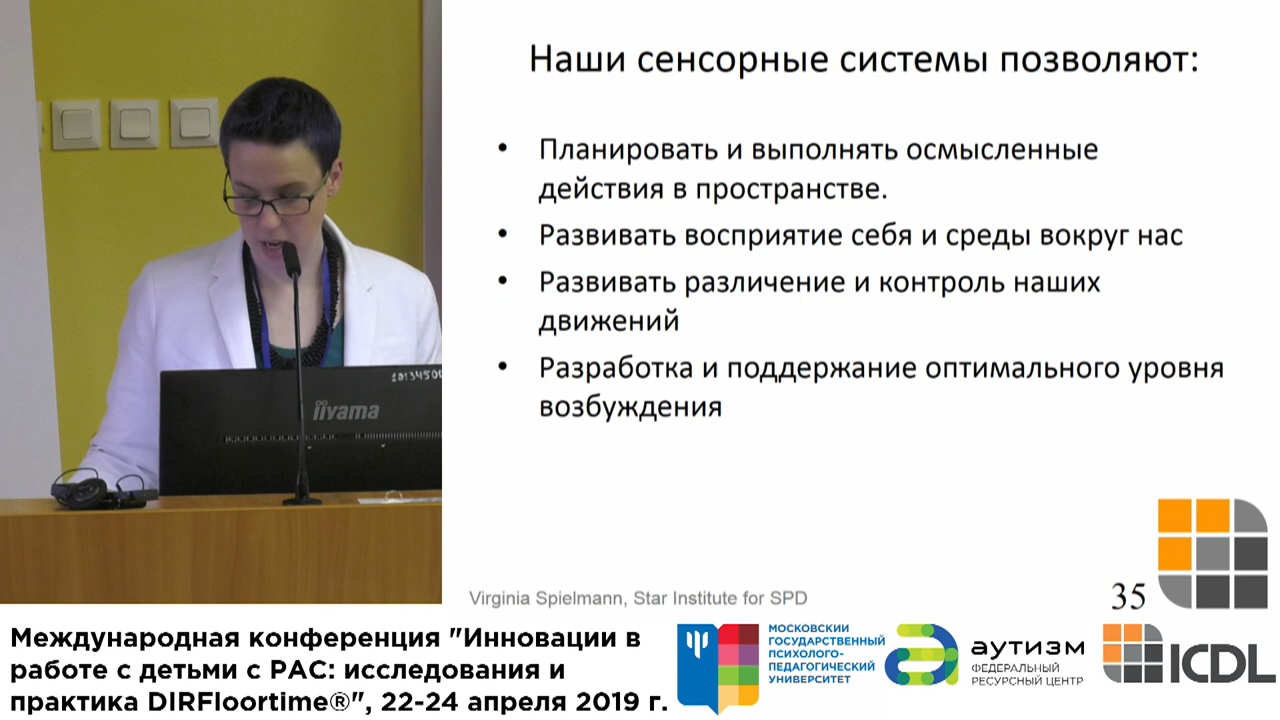 Наши сенсорные системы позволяют:
• Планировать и выполнять осмысленные
действия в пространстве.
• Развивать восприятие себя и среды вокруг нас
• Развивать различение и контроль наших
движений
• Разработка и поддержание оптимального уровня
возбуждения
iiyama
Virginia Spielmann, Star Institute for SPD
35
Международная конференция "Инновации в
работе с детьми с РАС: исследования и
практика DIRFloortime®", 22-24 апреля 2019 г.
МОСКОВСКИЙ
ГОСУДАРСТВЕННЫЙ
ПСИХОЛОГО-
ПЕДАГОГИЧЕСКИЙ
УНИВЕРСИТЕТ
аутизм
ФЕДЕРАЛЬНЫЙ
РЕСУРСНЫЙ ЦЕНТР
ICDL